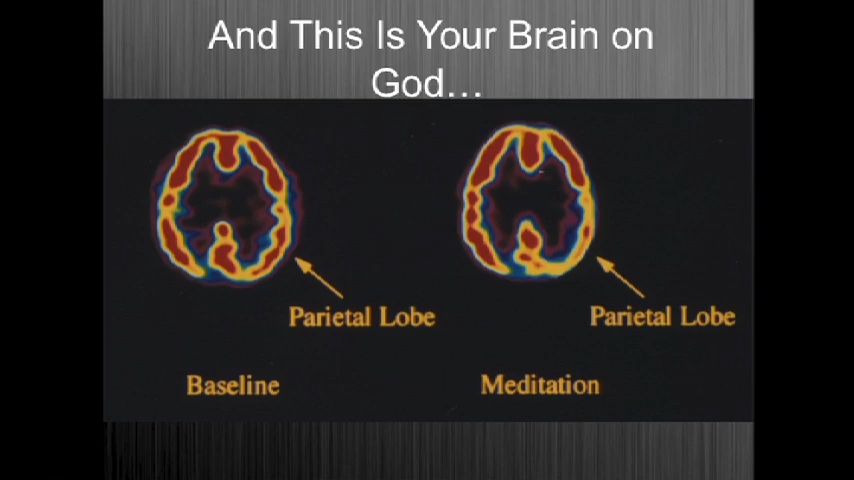 And This Is Your Brain on
God…
Parietal Lobe
Parietal Lobe
Baseline
Meditation